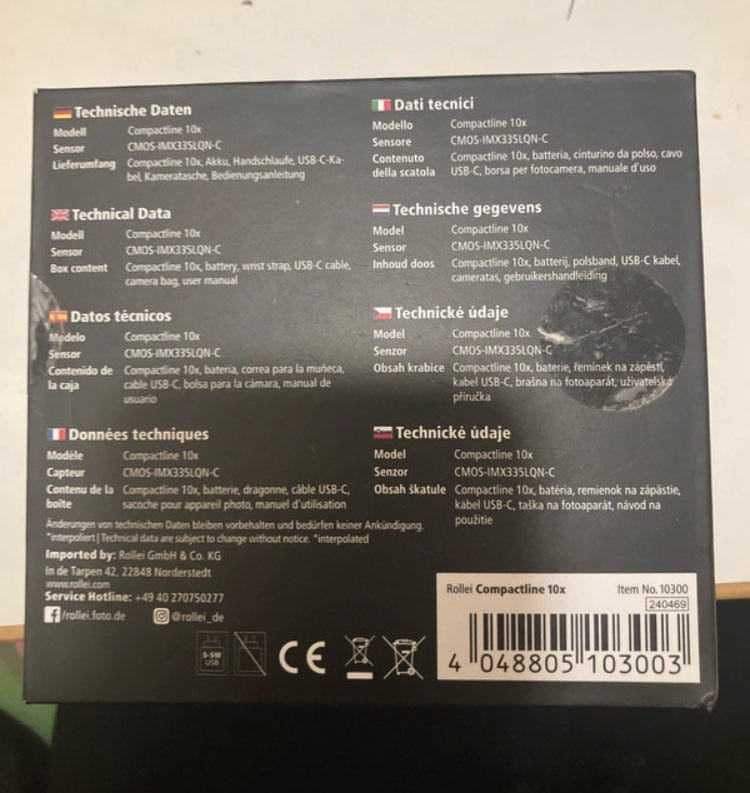 Technische Daten
Modell Compactline 10x
Sensor CMOS-IMX335LQN-C
Lieferumfang Compactline 10x, Akku, Handschlaufe, USB-C-Ka-
bel, Kameratasche, Bedienungsanleitung
Technical Data
Modell Compactline 10x
Sensor CMOS-IMX335LQN-C
Box content Compactline 10x, battery, wrist strap, USB-C cable,
camera bag, user manual
Datos técnicos
Modelo Compactline 10x
Sensor CMOS-IMX335LQN-C
Contenido de Compactline 10x, bateria, correa para la muñeca,
la caja cable USB-C, bolsa para la cámara, manual de
usuario
Données techniques
Modèle Compactline 10x
Capteur CMOS-IMX335LQN-C
Contenu de la Compactline 10x, batterie, dragonne, câble USB-C,
boîte sacoche pour appareil photo, manuel d'utilisation
Dati tecnici
Modello Compactline 10x
Sensore CMOS-IMX335LQN-C
Contenuto Compactline 10x, batteria, cinturino da polso, cavo
della scatola USB-C, borsa per fotocamera, manuale d'uso
Technische gegevens
Model Compactline 10x
Sensor CMOS-IMX335LQN-C
Inhoud doos Compactline 10x, batterij, polsband, USB-C kabel,
cameratas, gebruikershandleiding
Technické údaje
Model Compactline 10x
Senzor CMOS-IMX335LQN-C
Obsah krabice Compactline 10x, baterie, řemínek na zápěstí,
kabel USB-C, brašna na fotoaparát, uživatelská
příručka
Technické údaje
Model Compactline 10x
Senzor CMOS-IMX335LQN-C
Obsah škatule Compactline 10x, batéria, remienok na zápästie,
kábel USB-C, taška na fotoaparát, návod na
použitie
Änderungen von technischen Daten bleiben vorbehalten und bedürfen keiner Ankündigung.
*interpoliert | Technical data are subject to change without notice. *interpolated
Imported by: Rollei GmbH & Co. KG
In de Tarpen 42, 22848 Norderstedt
www.rollei.com
Service Hotline: +49 40 270750277
/rollei.foto.de @rollei_de
5-5W
USB
CE
Rollei Compactline 10x Item No. 10300
240469
4 048805 103003